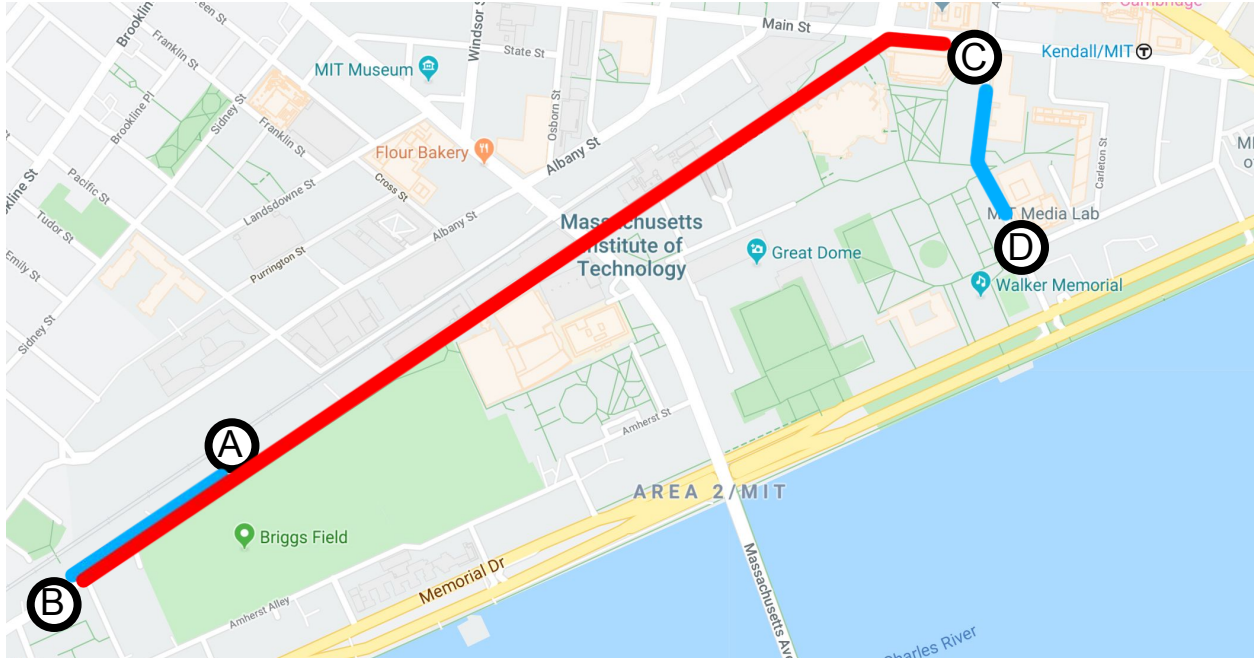 Brookline
Green St
Windsor S
Main St
Cambridge
Franklin St
State St
Kendall/MIT
T
C
MIT Museum
Brookline Pl
Sidney St
Franklin St
Osborn St
Albany St
Flour Bakery
Pacific St
Cross St
Carleton St
Landsdowne St
Brookline St
Tudor St
Albany St
MIT Media Lab
Massachusetts
Institute of
Technology
Purrington St
Great Dome
D
Emily St
Walker Memorial
Sidney St
Amherst St
A
AREA 2/MIT
Briggs Field
Memorial Dr
B
Amherst Alley
Massachusetts Ave
Charles River